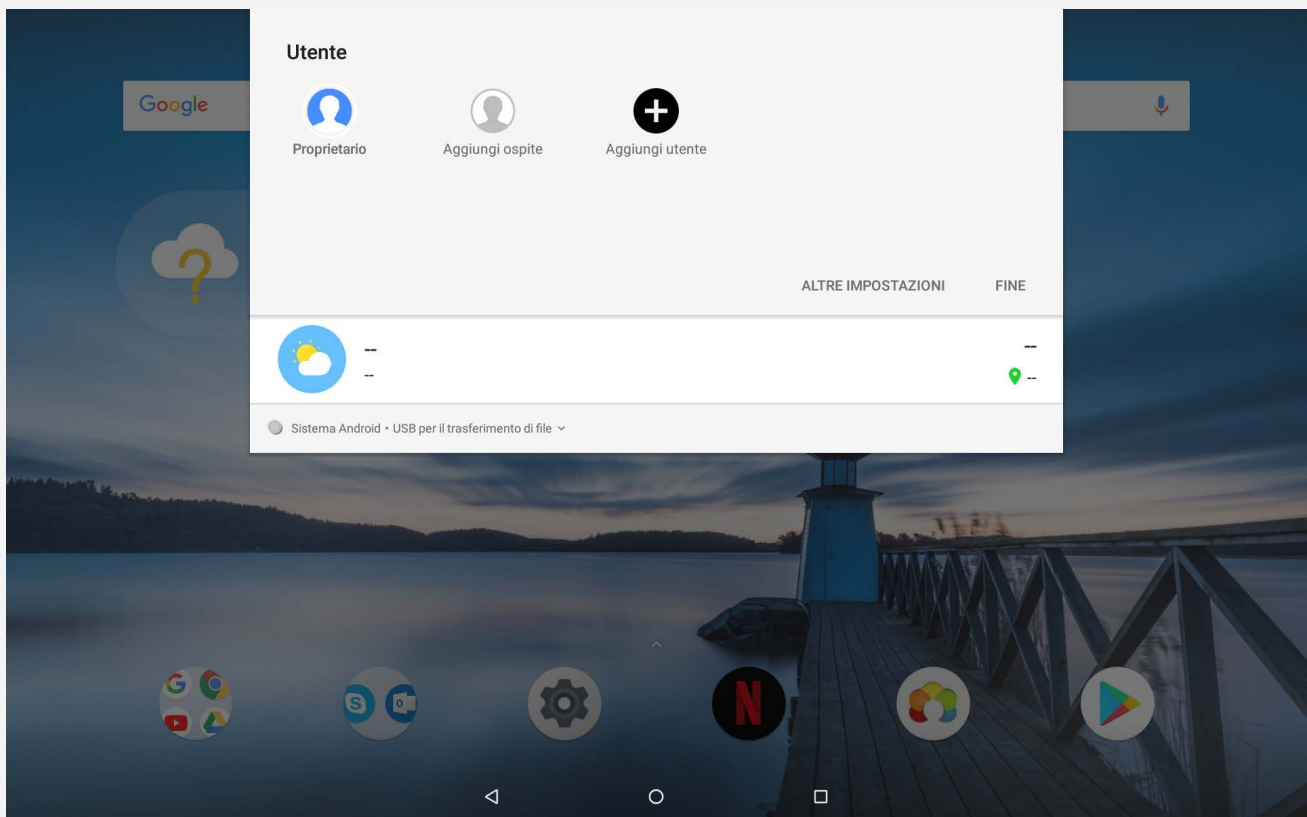 Utente
Google
Proprietario
Aggiungi ospite
Aggiungi utente
ALTRE IMPOSTAZIONI
FINE
--
--
--
--
Sistema Android • USB per il trasferimento di file